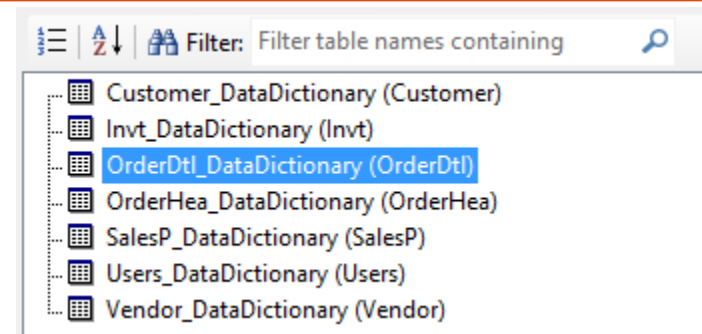 Filter: Filter table names containing
Customer_DataDictionary (Customer)
Invt_DataDictionary (Invt)
OrderDtl_DataDictionary (OrderDtl)
OrderHea_DataDictionary (OrderHea)
SalesP_DataDictionary (SalesP)
Users_DataDictionary (Users)
Vendor_DataDictionary (Vendor)